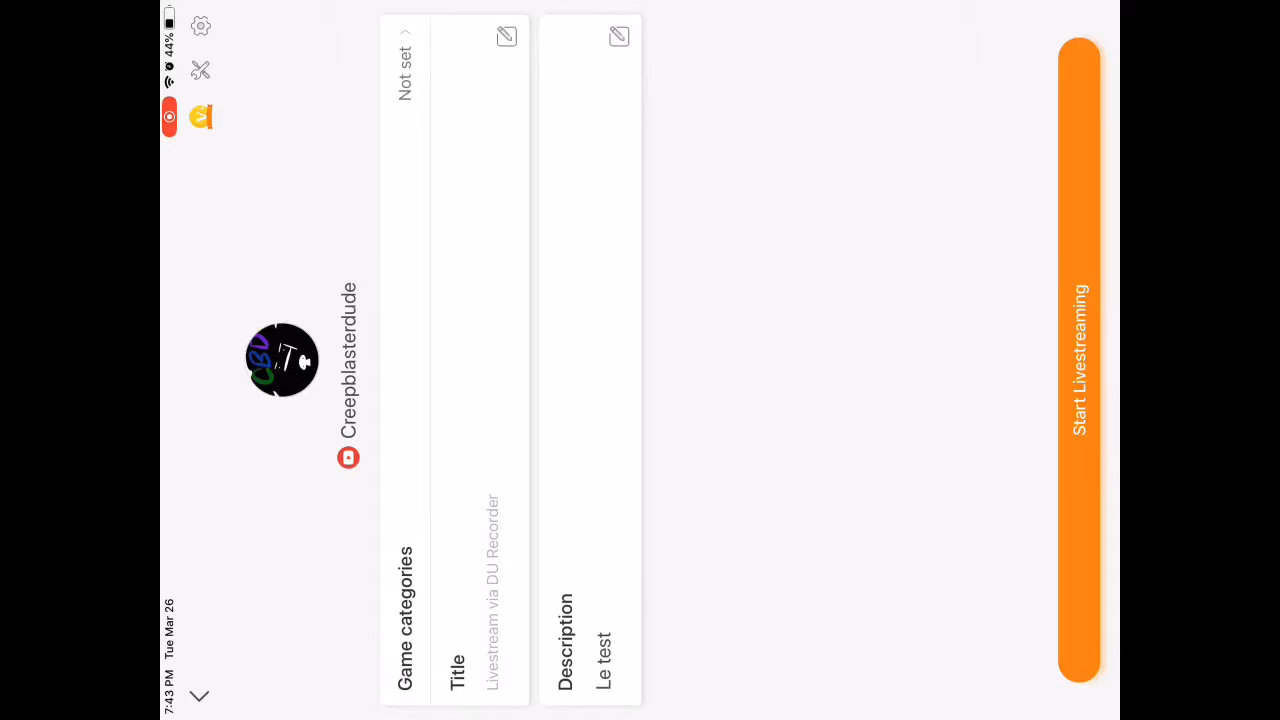 7:43 PM Tue Mar 26
44%
V
CBD
Creepblasterdude
Game categories
Not set
Title
Livestream via DU Recorder
Description
Le test
Start Livestreaming